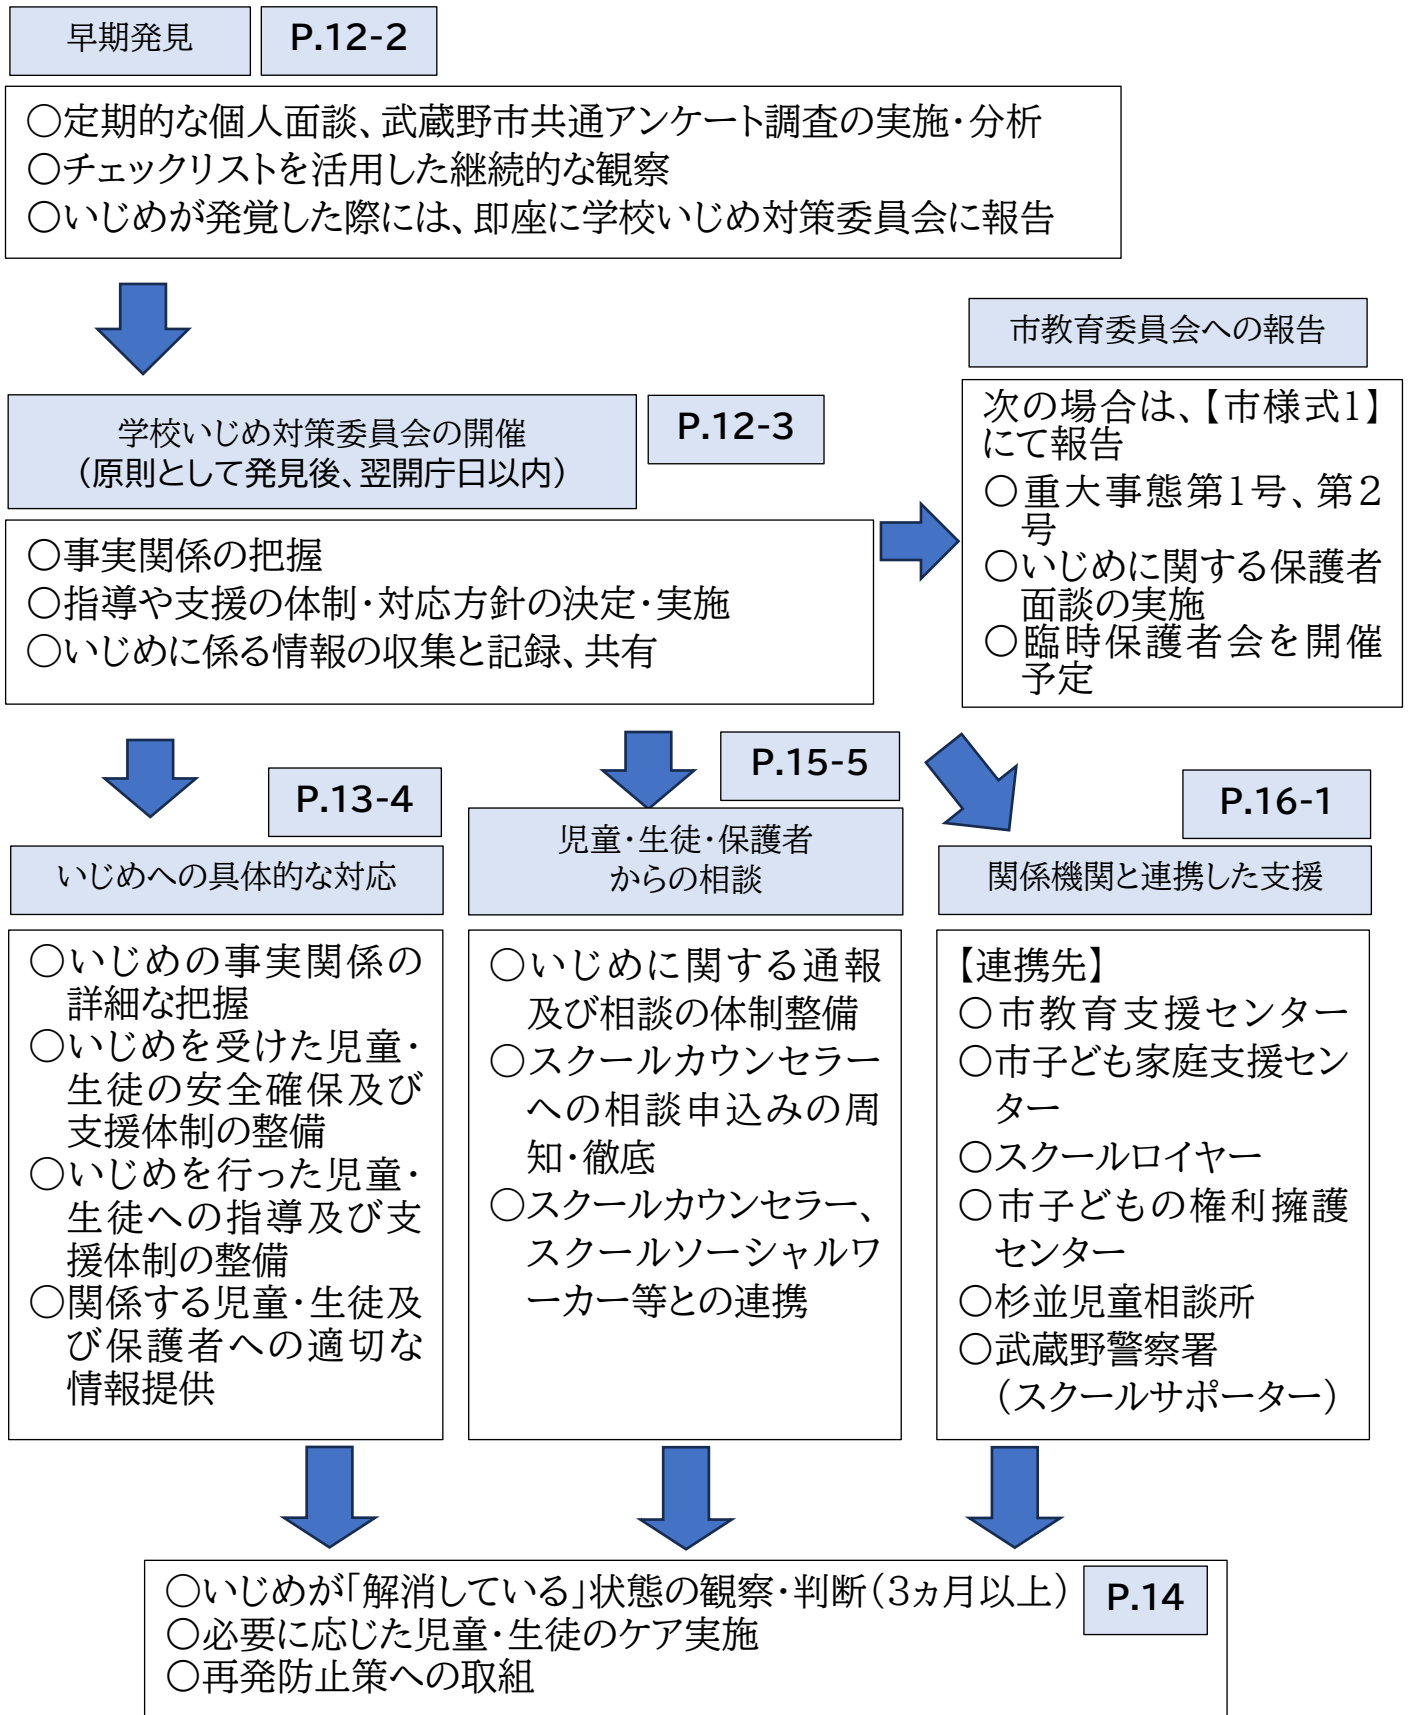 早期発見
P.12-2
○定期的な個人面談、武蔵野市共通アンケート調査の実施・分析
○チェックリストを活用した継続的な観察
○いじめが発覚した際には、即座に学校いじめ対策委員会に報告
市教育委員会への報告
次の場合は、【市様式1】
にて報告
○重大事態第1号、第2
号
○いじめに関する保護者
面談の実施
○臨時保護者会を開催
予定
学校いじめ対策委員会の開催
（原則として発見後、翌開庁日以内）
P.12-3
○事実関係の把握
○指導や支援の体制・対応方針の決定・実施
○いじめに係る情報の収集と記録、共有
P.13-4
いじめへの具体的な対応
○いじめの事実関係の
詳細な把握
○いじめを受けた児童・
生徒の安全確保及び
支援体制の整備
○いじめを行った児童・
生徒への指導及び支
援体制の整備
○関係する児童・生徒及
び保護者への適切な
情報提供
P.15-5
児童・生徒・保護者
からの相談
○いじめに関する通報
及び相談の体制整備
○スクールカウンセラー
への相談申込みの周
知・徹底
○スクールカウンセラー、
スクールソーシャルワ
ーカー等との連携
P.16-1
関係機関と連携した支援
【連携先】
○市教育支援センター
○市子ども家庭支援セン
ター
○スクールロイヤー
○市子どもの権利擁護
センター
○杉並児童相談所
○武蔵野警察署
（スクールサポーター）
○いじめが「解消している」状態の観察・判断（3ヵ月以上）
P.14
○必要に応じた児童・生徒のケア実施
○再発防止策への取組